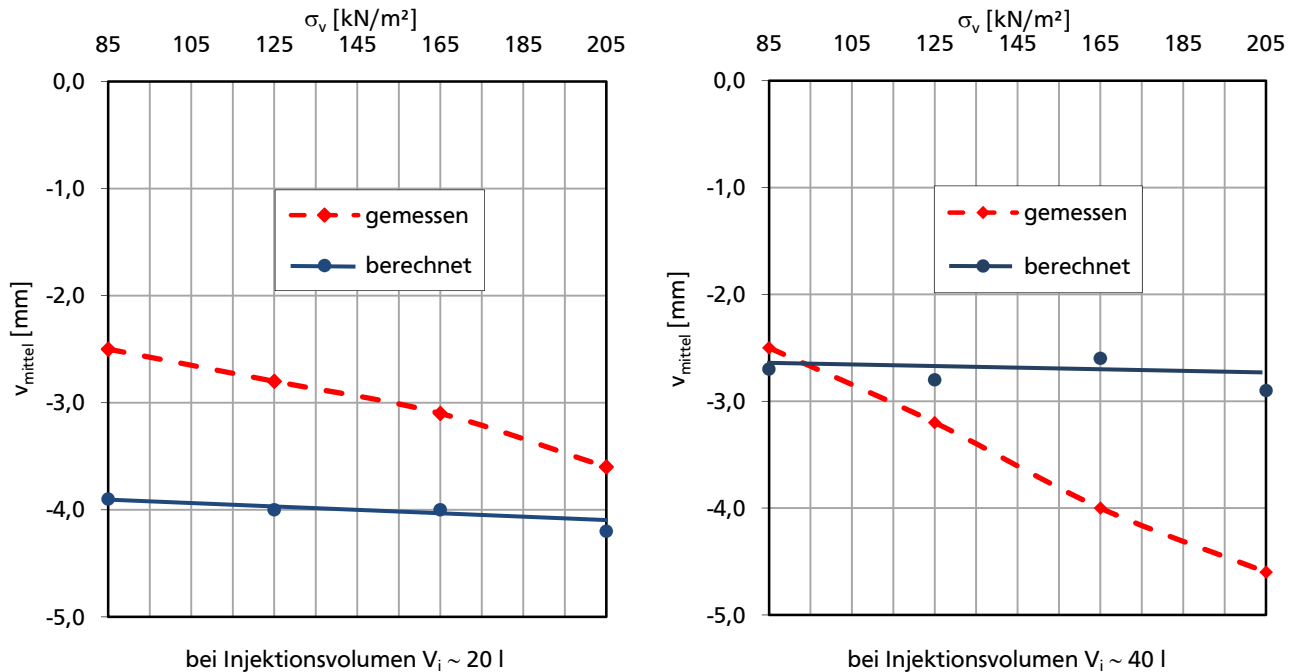 σv [kN/m²]
85 105 125 145 165 185 205
0,0
-1,0
-2,0
-3,0
-4,0
-5,0
vmittel [mm]
gemessen
berechnet
bei Injektionsvolumen Vi ~ 20 l
σv [kN/m²]
85 105 125 145 165 185 205
0,0
-1,0
-2,0
-3,0
-4,0
-5,0
vmittel [mm]
gemessen
berechnet
bei Injektionsvolumen Vi ~ 40 l